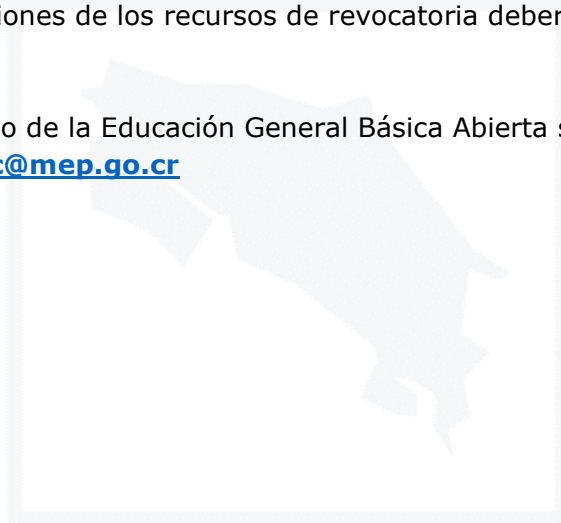 iones de los recursos de revocatoria deber
o de la Educación General Básica Abierta s
c@mep.go.cr